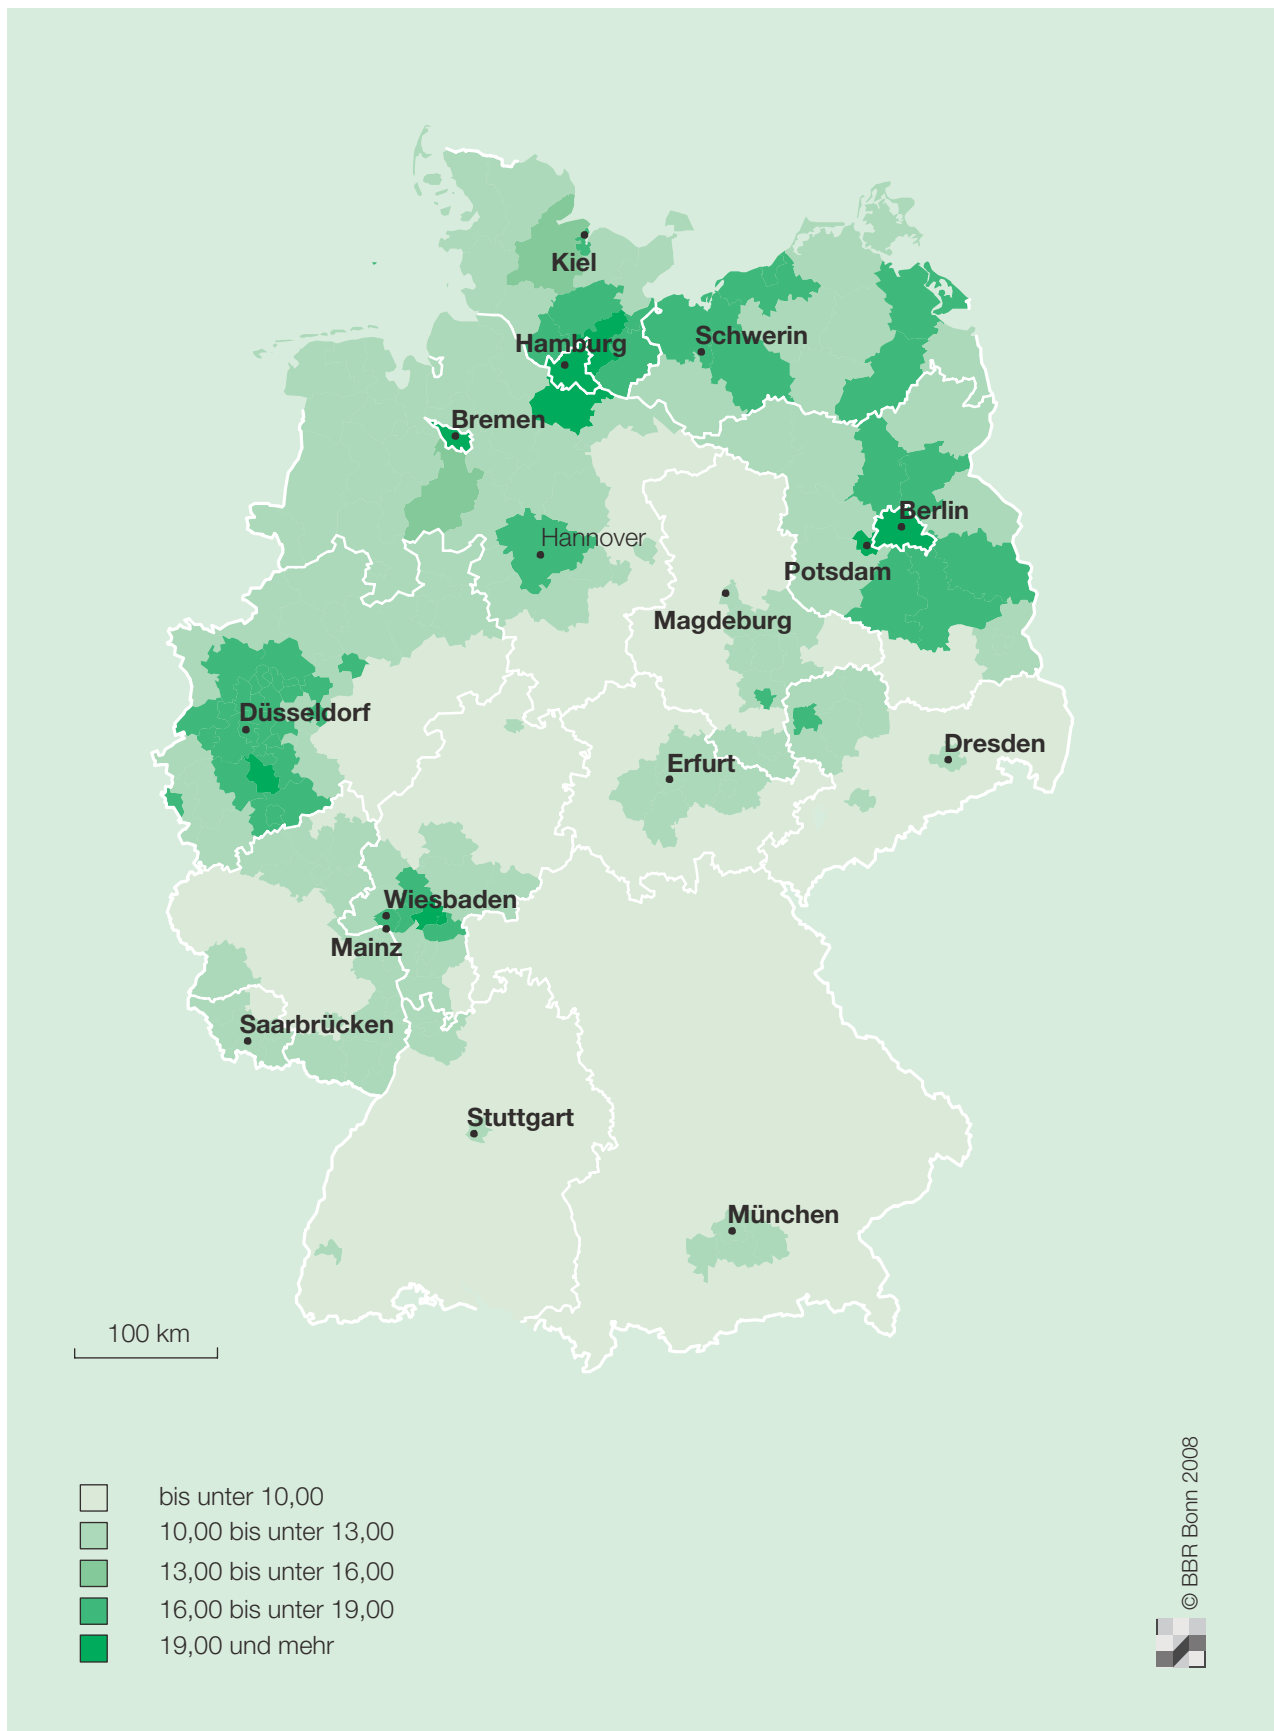 Kiel
Schwerin
Hamburg
Bremen
Berlin
Hannover
Potsdam
Magdeburg
Düsseldorf
Dresden
Erfurt
Wiesbaden
Mainz
Saarbrücken
Stuttgart
München
100 km
bis unter 10,00
10,00 bis unter 13,00
13,00 bis unter 16,00
16,00 bis unter 19,00
19,00 und mehr
© BBR Bonn 2008